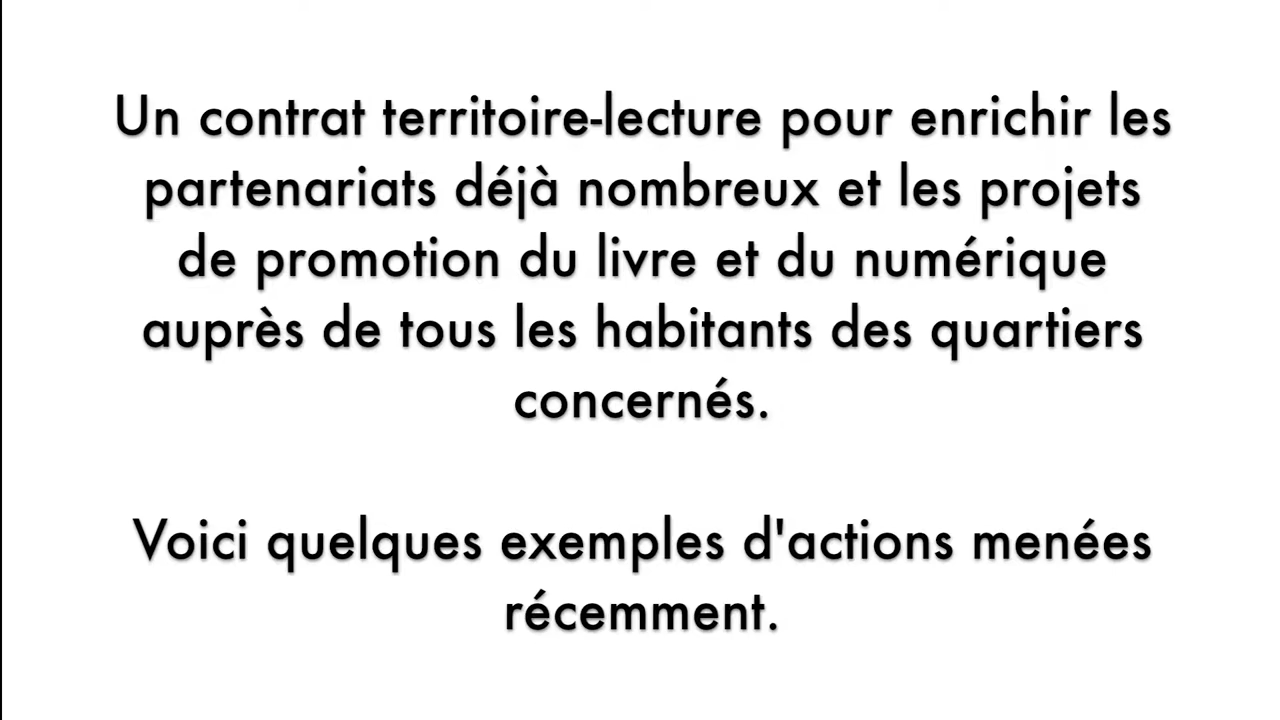 Un contrat territoire-lecture pour enrichir les
partenariats déjà nombreux et les projets
de promotion du livre et du numérique
auprès de tous les habitants des quartiers
concernés.
Voici quelques exemples d'actions menées
récemment.